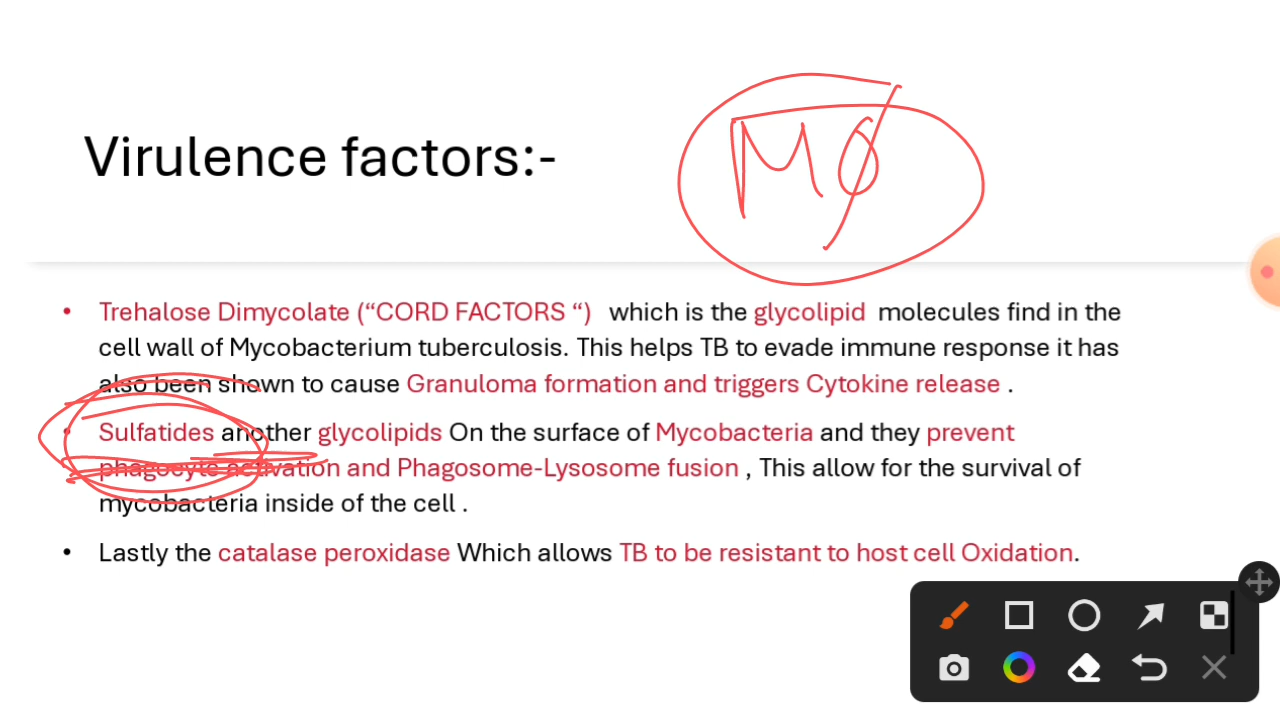 Virulence factors:-
MØ
• Trehalose Dimycolate (“CORD FACTORS “) which is the glycolipid molecules find in the
cell wall of Mycobacterium tuberculosis. This helps TB to evade immune response it has
also been shown to cause Granuloma formation and triggers Cytokine release .
• Sulfatides another glycolipids On the surface of Mycobacteria and they prevent
phagocyte activation and Phagosome-Lysosome fusion , This allow for the survival of
mycobacteria inside of the cell .
• Lastly the catalase peroxidase Which allows TB to be resistant to host cell Oxidation.